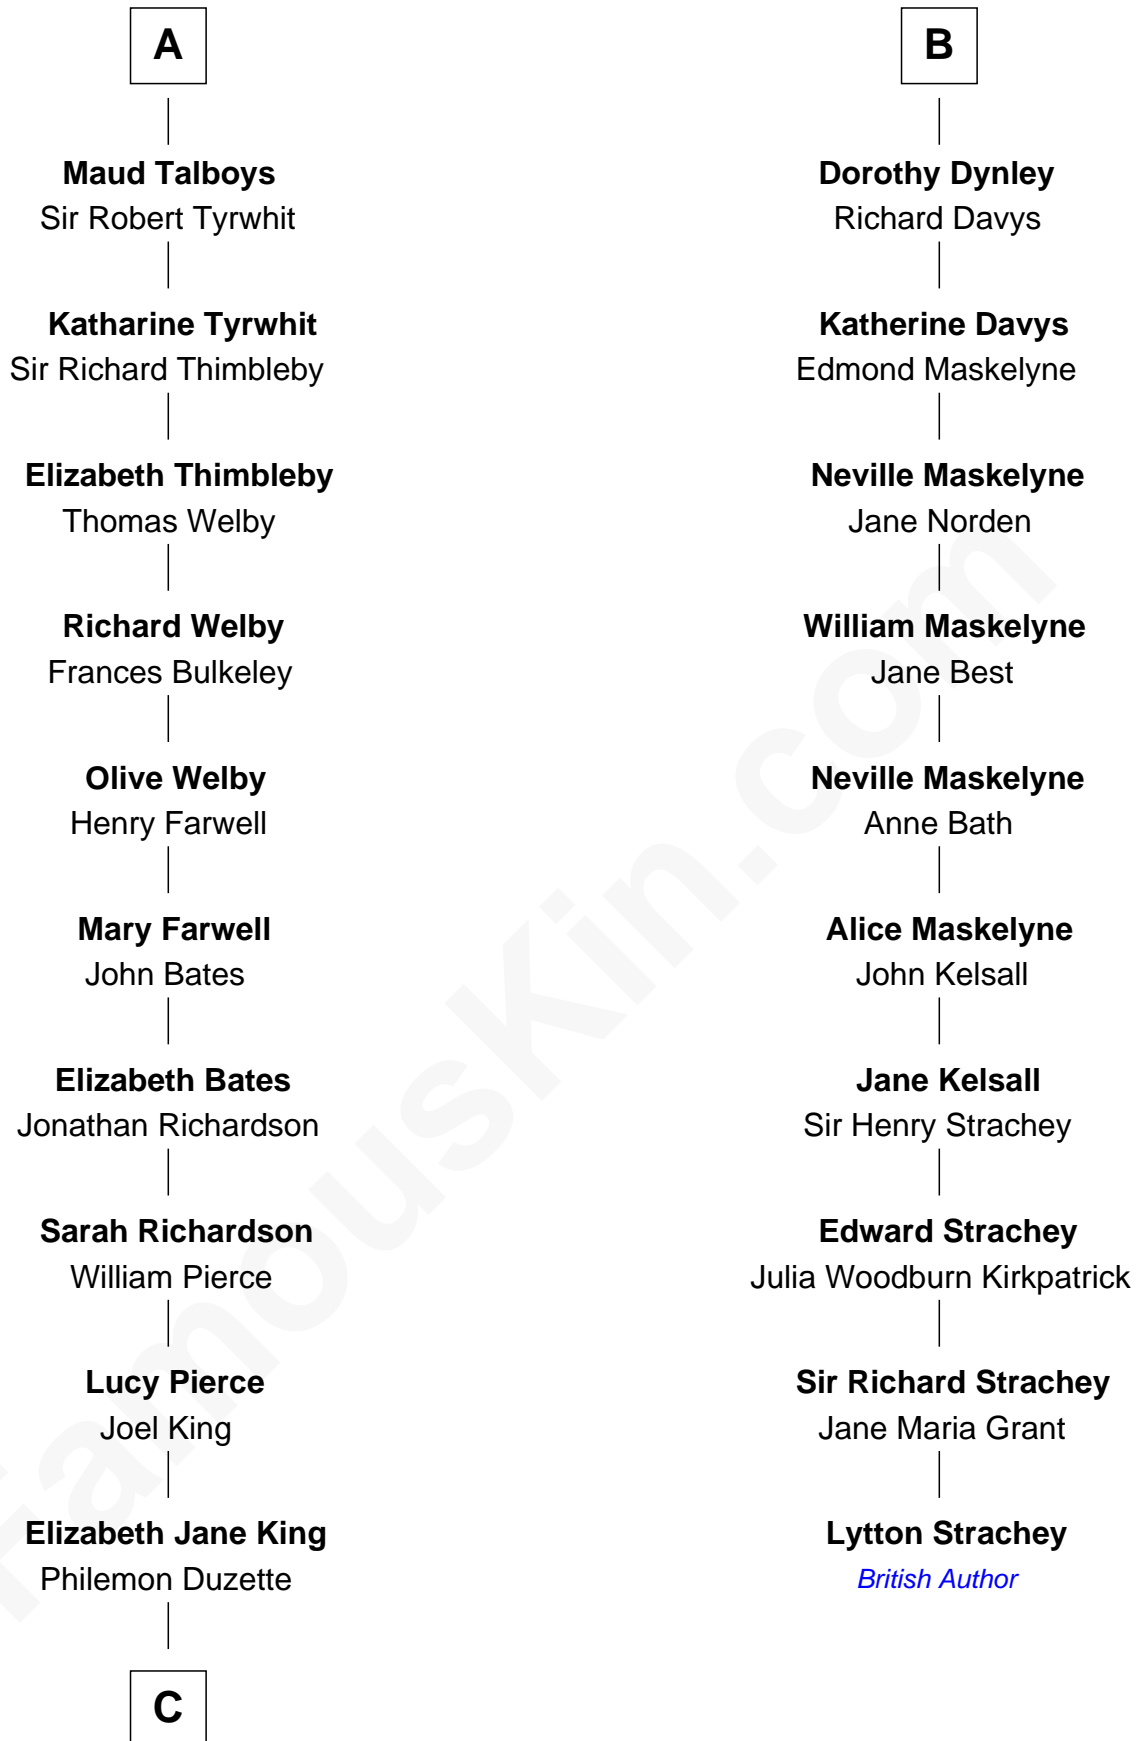 A
Maud Talboys
Sir Robert Tyrwhit
Katharine Tyrwhit
Sir Richard Thimbleby
Elizabeth Thimbleby
Thomas Welby
Richard Welby
Frances Bulkeley
Olive Welby
Henry Farwell
Mary Farwell
John Bates
Elizabeth Bates
Jonathan Richardson
Sarah Richardson
William Pierce
Lucy Pierce
Joel King
Elizabeth Jane King
Philemon Duzette
C
B
Dorothy Dynley
Richard Davys
Katherine Davys
Edmond Maskelyne
Neville Maskelyne
Jane Norden
William Maskelyne
Jane Best
Neville Maskelyne
Anne Bath
Alice Maskelyne
John Kelsall
Jane Kelsall
Sir Henry Strachey
Edward Strachey
Julia Woodburn Kirkpatrick
Sir Richard Strachey
Jane Maria Grant
Lytton Strachey
British Author
FamousKin.com